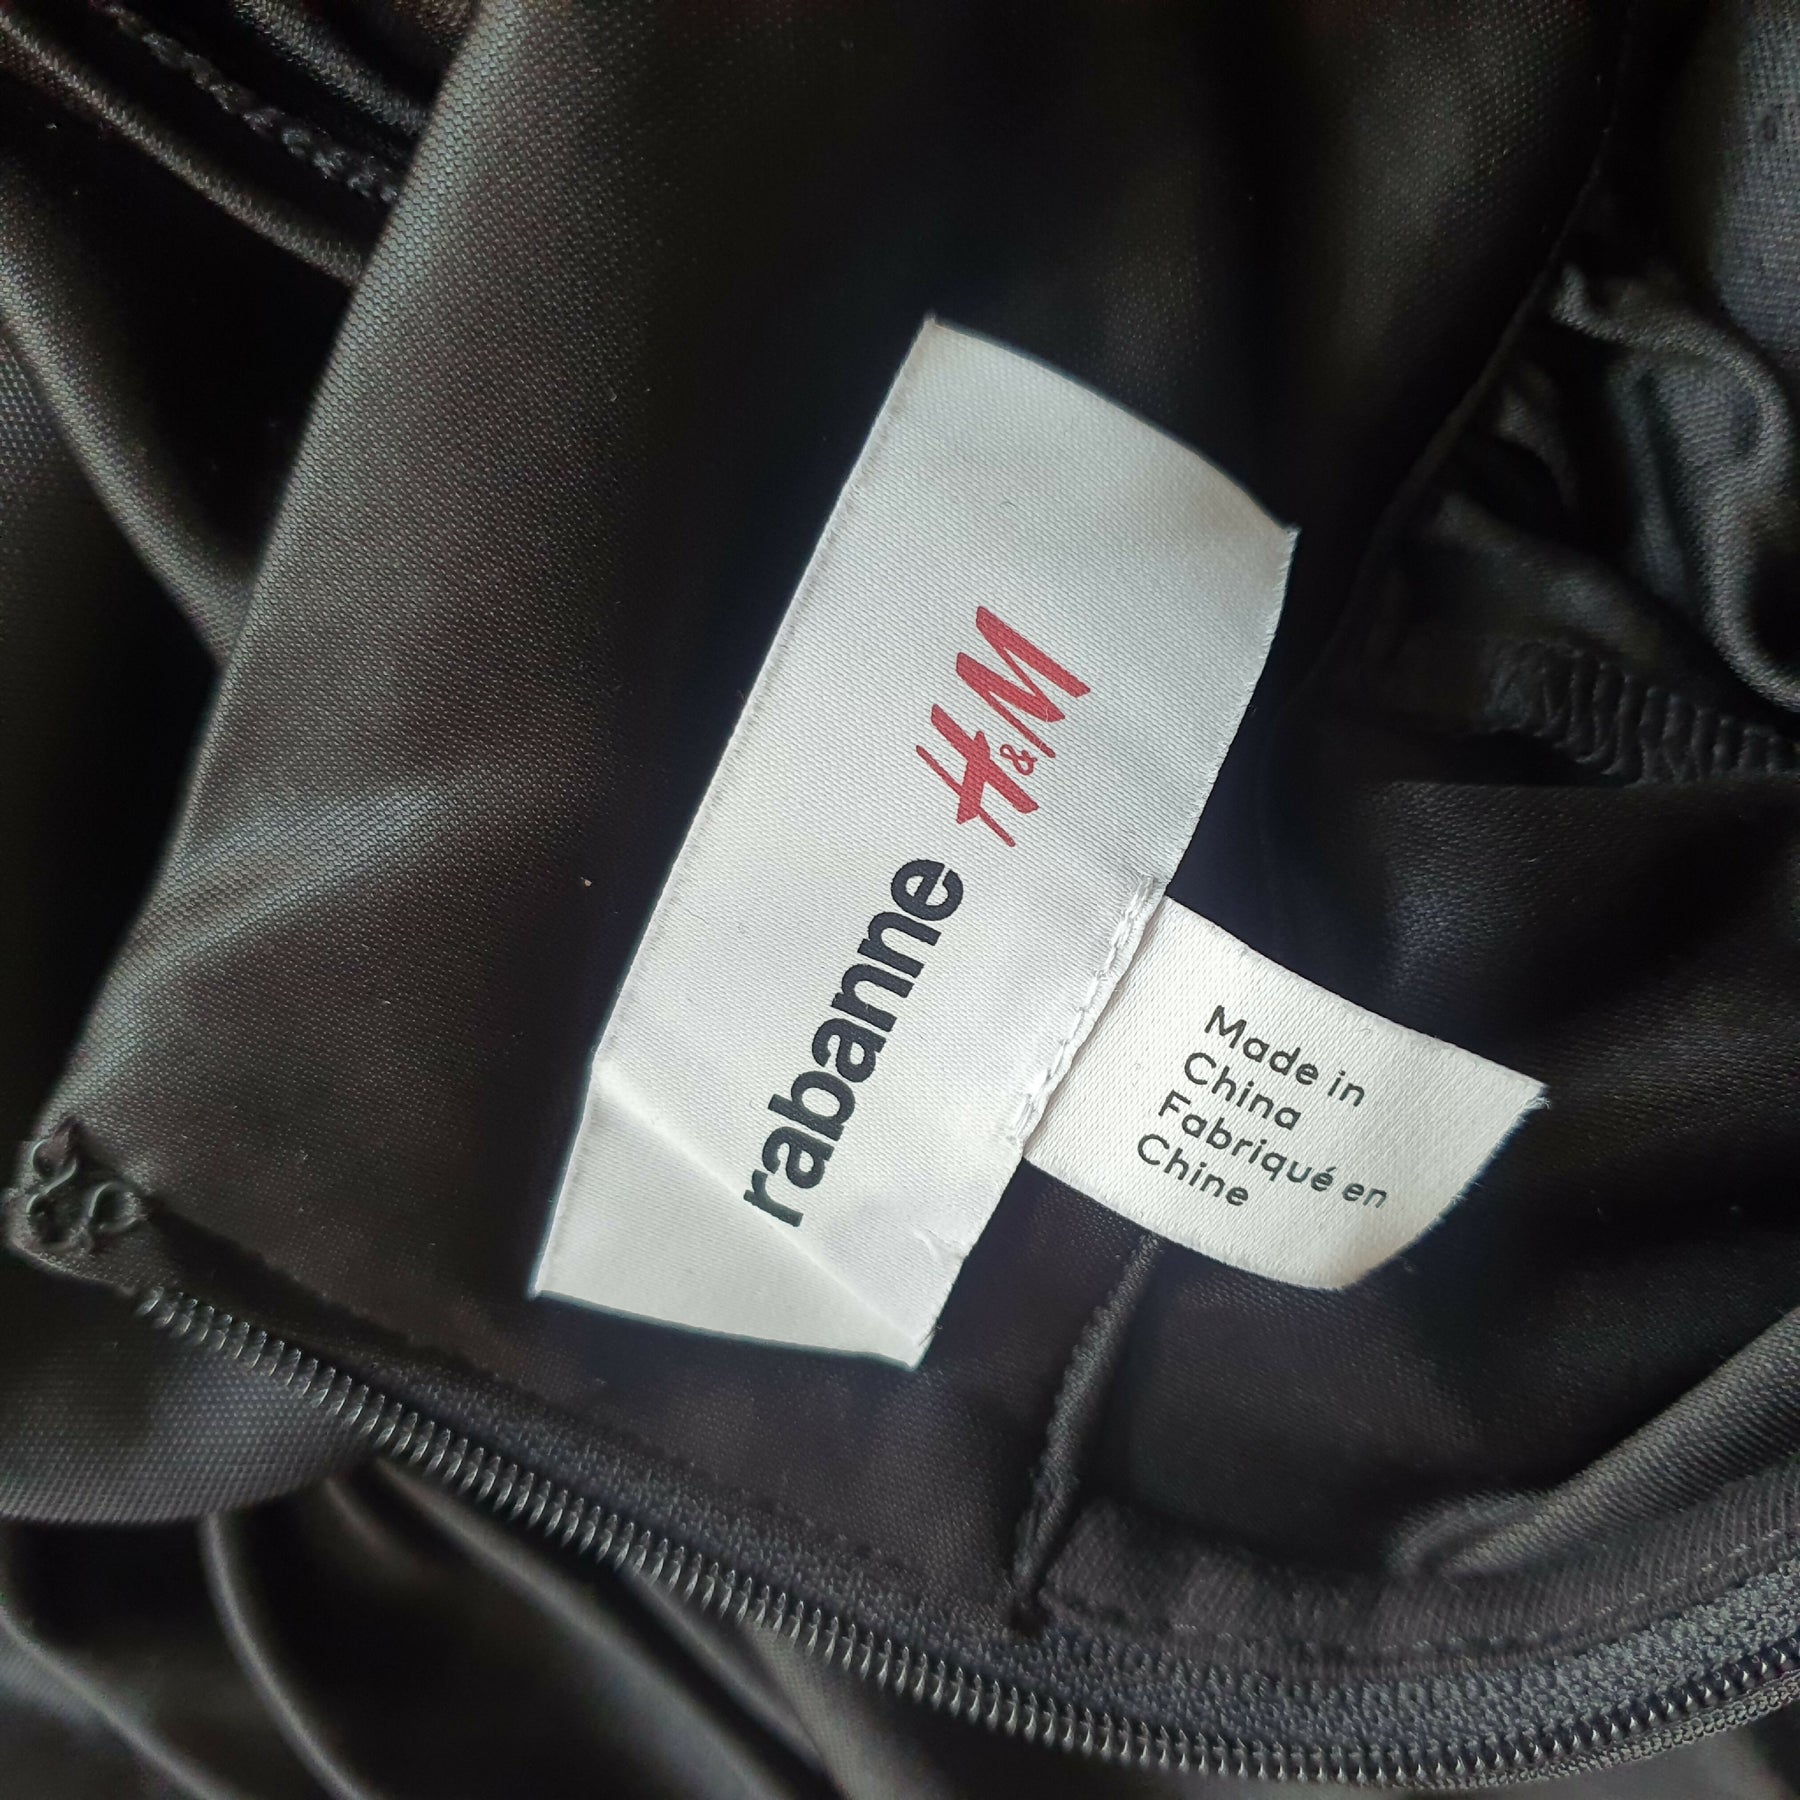 rabanne H&M
Made in
China
Fabriqué en
Chine